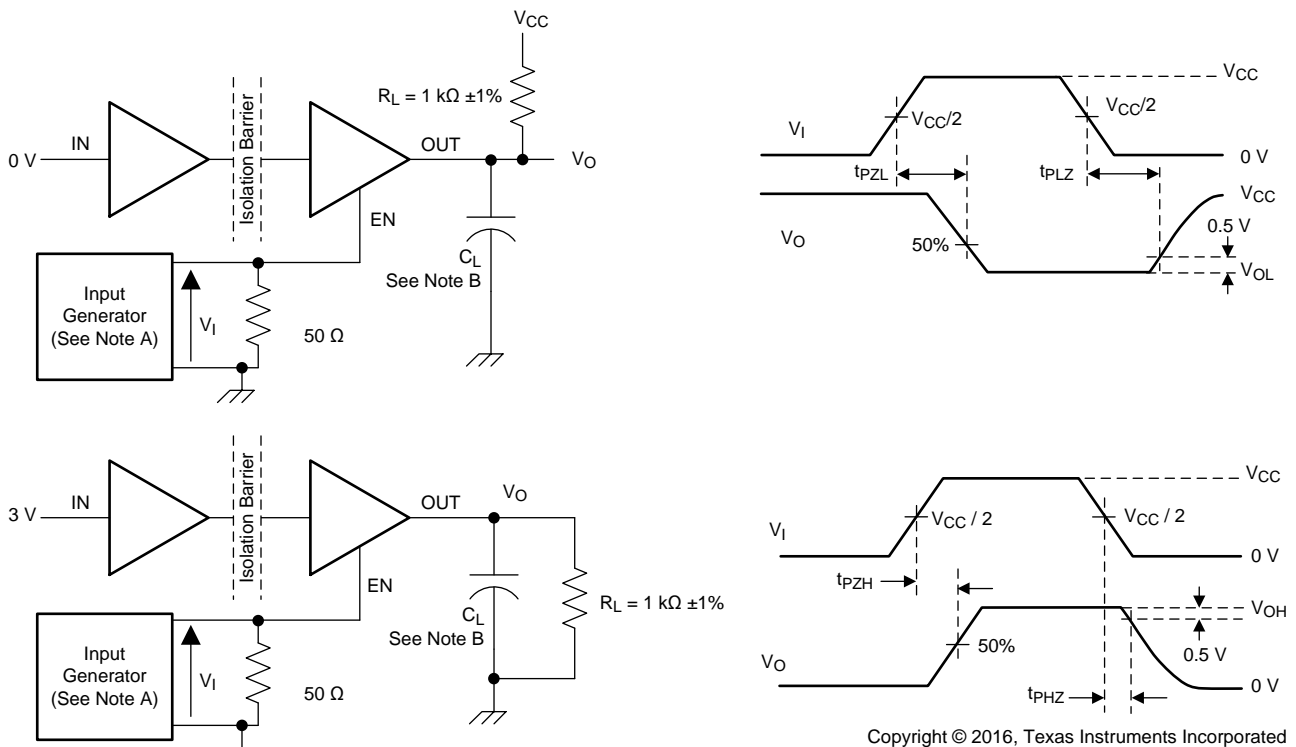 VCC
RL = 1 kΩ ±1%
IN
Isolation Barrier
OUT
0 V
VO
EN
CL
See Note B
Input
Generator
(See Note A)
VI
50 Ω
VCC
VCC/2
VCC/2
VI
0 V
tPZL
tPLZ
VCC
0.5 V
VO
50%
VOL
IN
Isolation Barrier
OUT
VO
3 V
EN
CL
See Note B
RL = 1 kΩ ±1%
Input
Generator
(See Note A)
VI
50 Ω
VCC
VCC / 2
VCC / 2
VI
0 V
tPZH
VOH
50%
0.5 V
VO
0 V
tPHZ
Copyright © 2016, Texas Instruments Incorporated